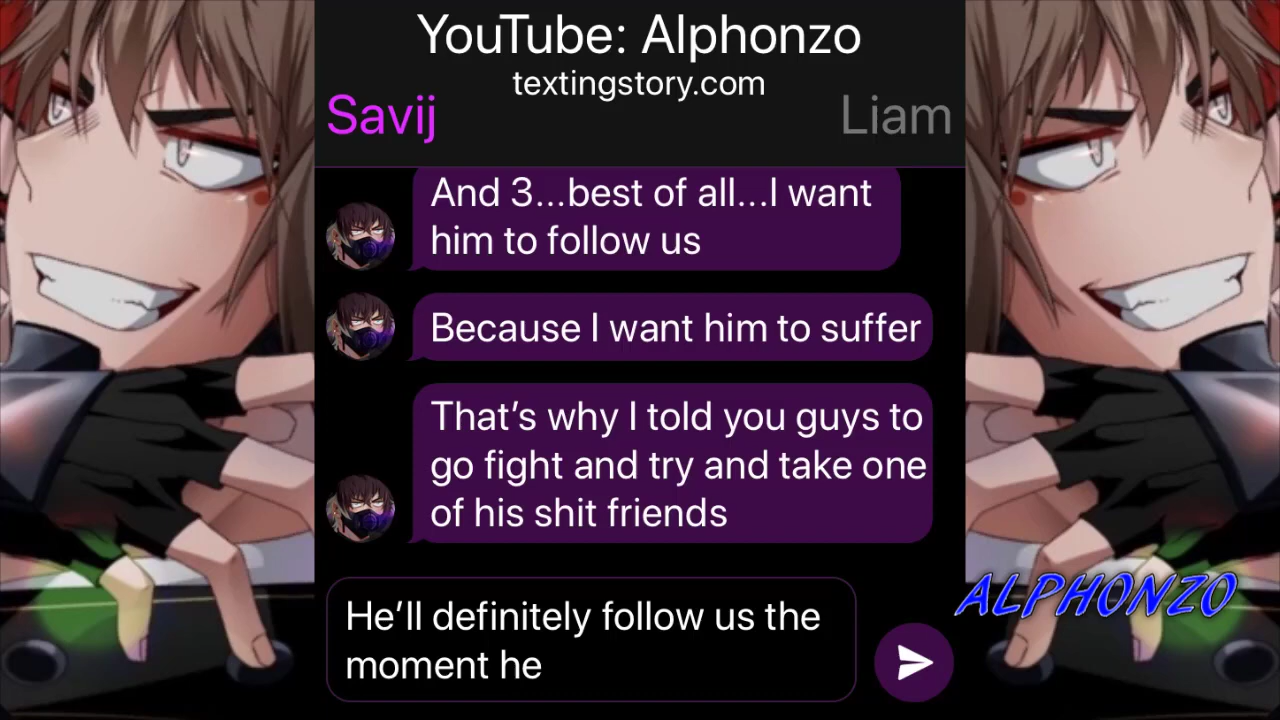 YouTube: Alphonzo
textingstory.com
Savij
Liam
And 3...best of all...I want
him to follow us
Because I want him to suffer
That’s why I told you guys to
go fight and try and take one
of his shit friends
He’ll definitely follow us the
moment he
ALPHONZO